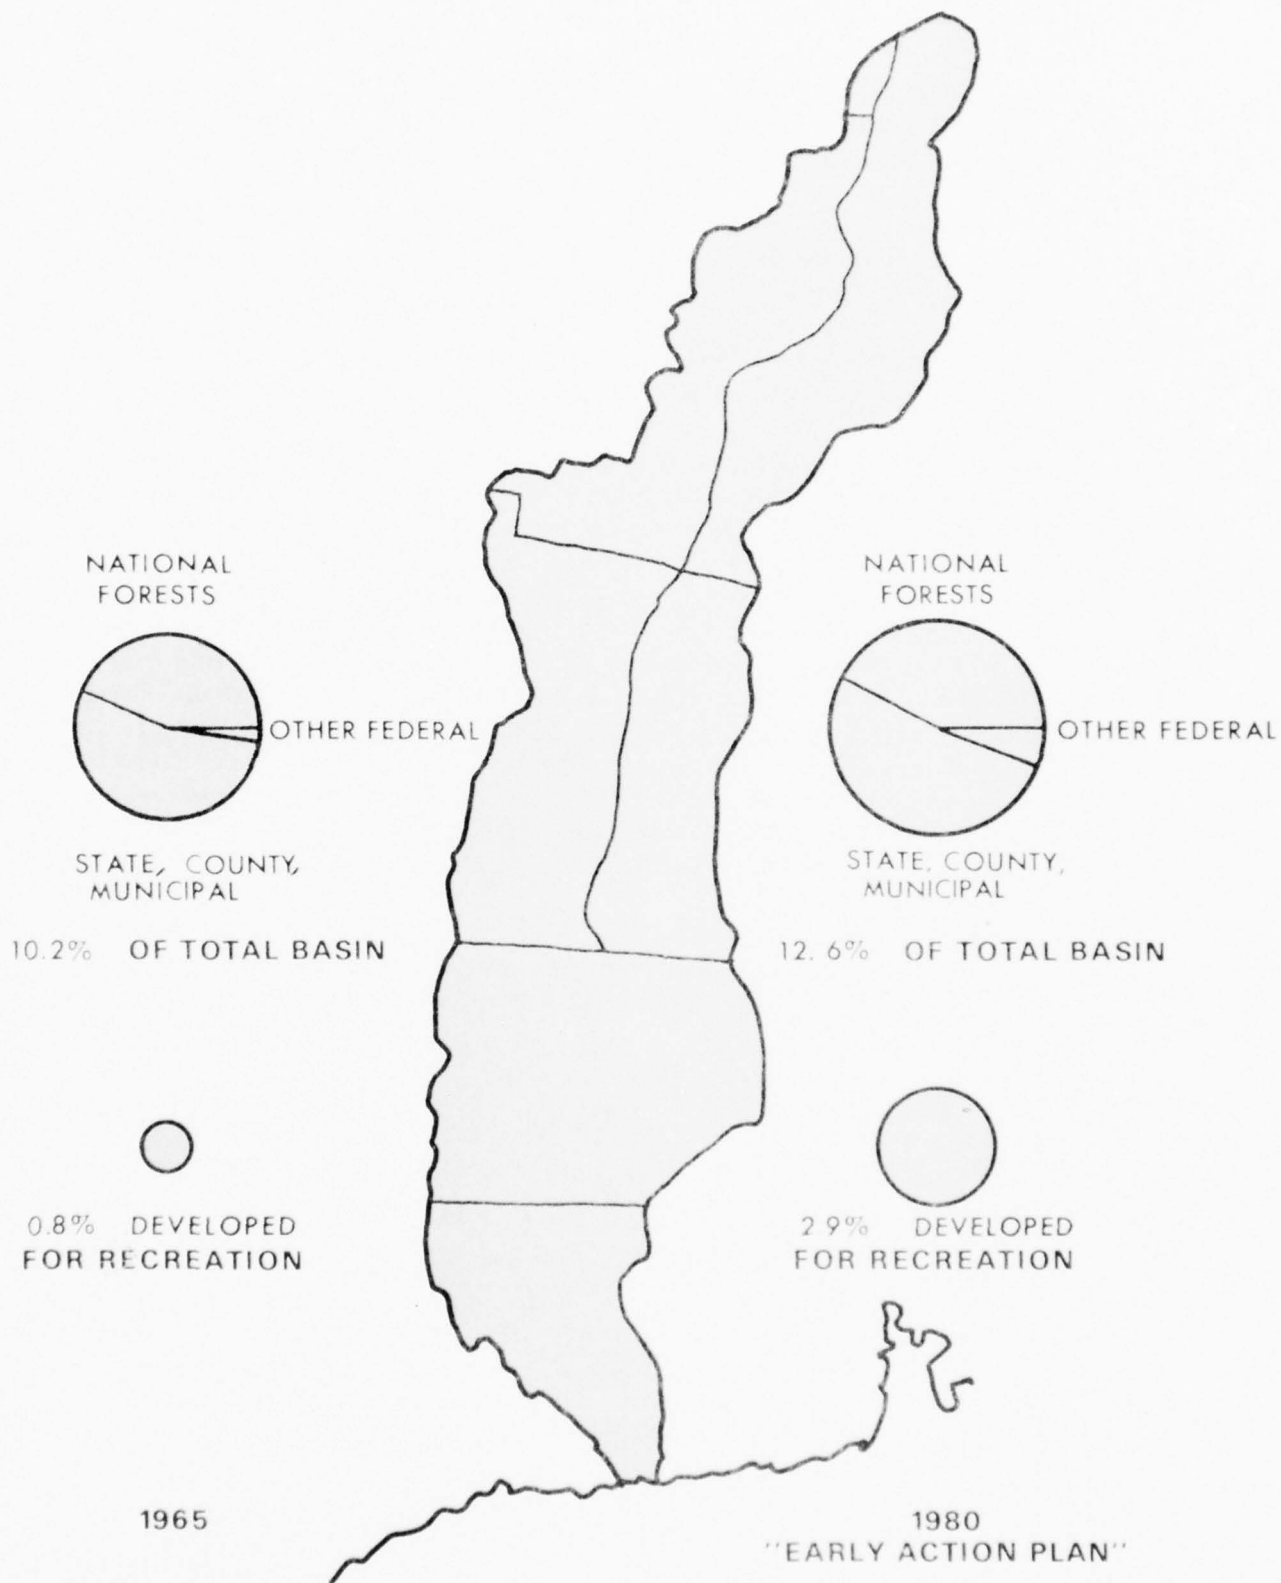 NATIONAL
FORESTS
OTHER FEDERAL
STATE, COUNTY,
MUNICIPAL
10.2% OF TOTAL BASIN
0.8% DEVELOPED
FOR RECREATION
1965
NATIONAL
FORESTS
OTHER FEDERAL
STATE, COUNTY,
MUNICIPAL
12.6% OF TOTAL BASIN
2.9% DEVELOPED
FOR RECREATION
1980
"EARLY ACTION PLAN"